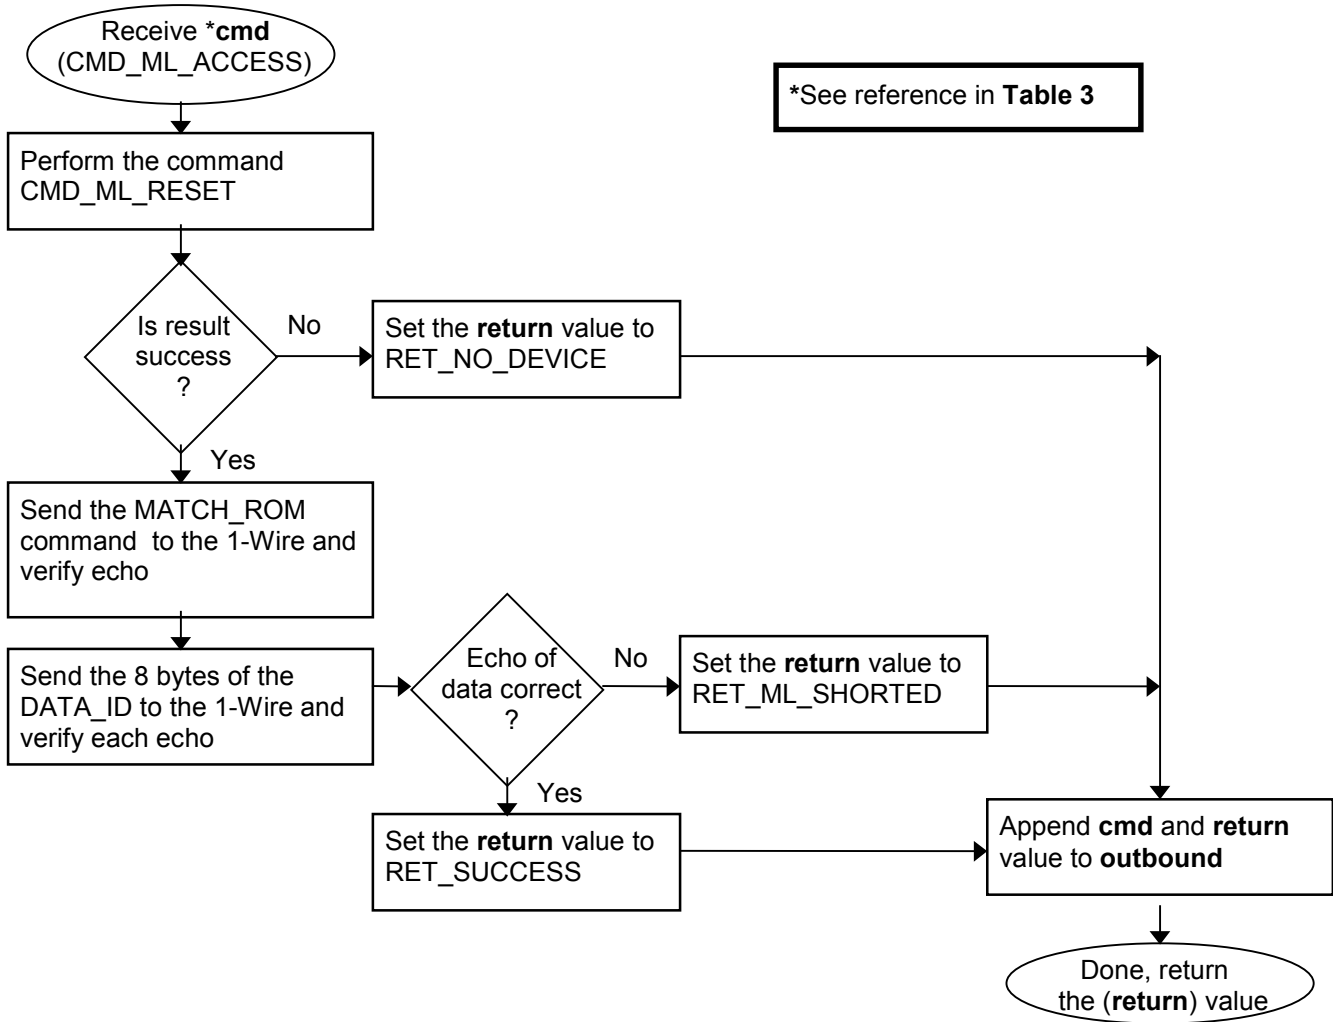 Receive *cmd
(CMD_ML_ACCESS)
*See reference in Table 3
Perform the command
CMD_ML_RESET
Is result
success
?
No
Set the return value to
RET_NO_DEVICE
Yes
Send the MATCH_ROM
command to the 1-Wire and
verify echo
Send the 8 bytes of the
DATA_ID to the 1-Wire and
verify each echo
Echo of
data correct
?
No
Set the return value to
RET_ML_SHORTED
Yes
Set the return value to
RET_SUCCESS
Append cmd and return
value to outbound
Done, return
the (return) value